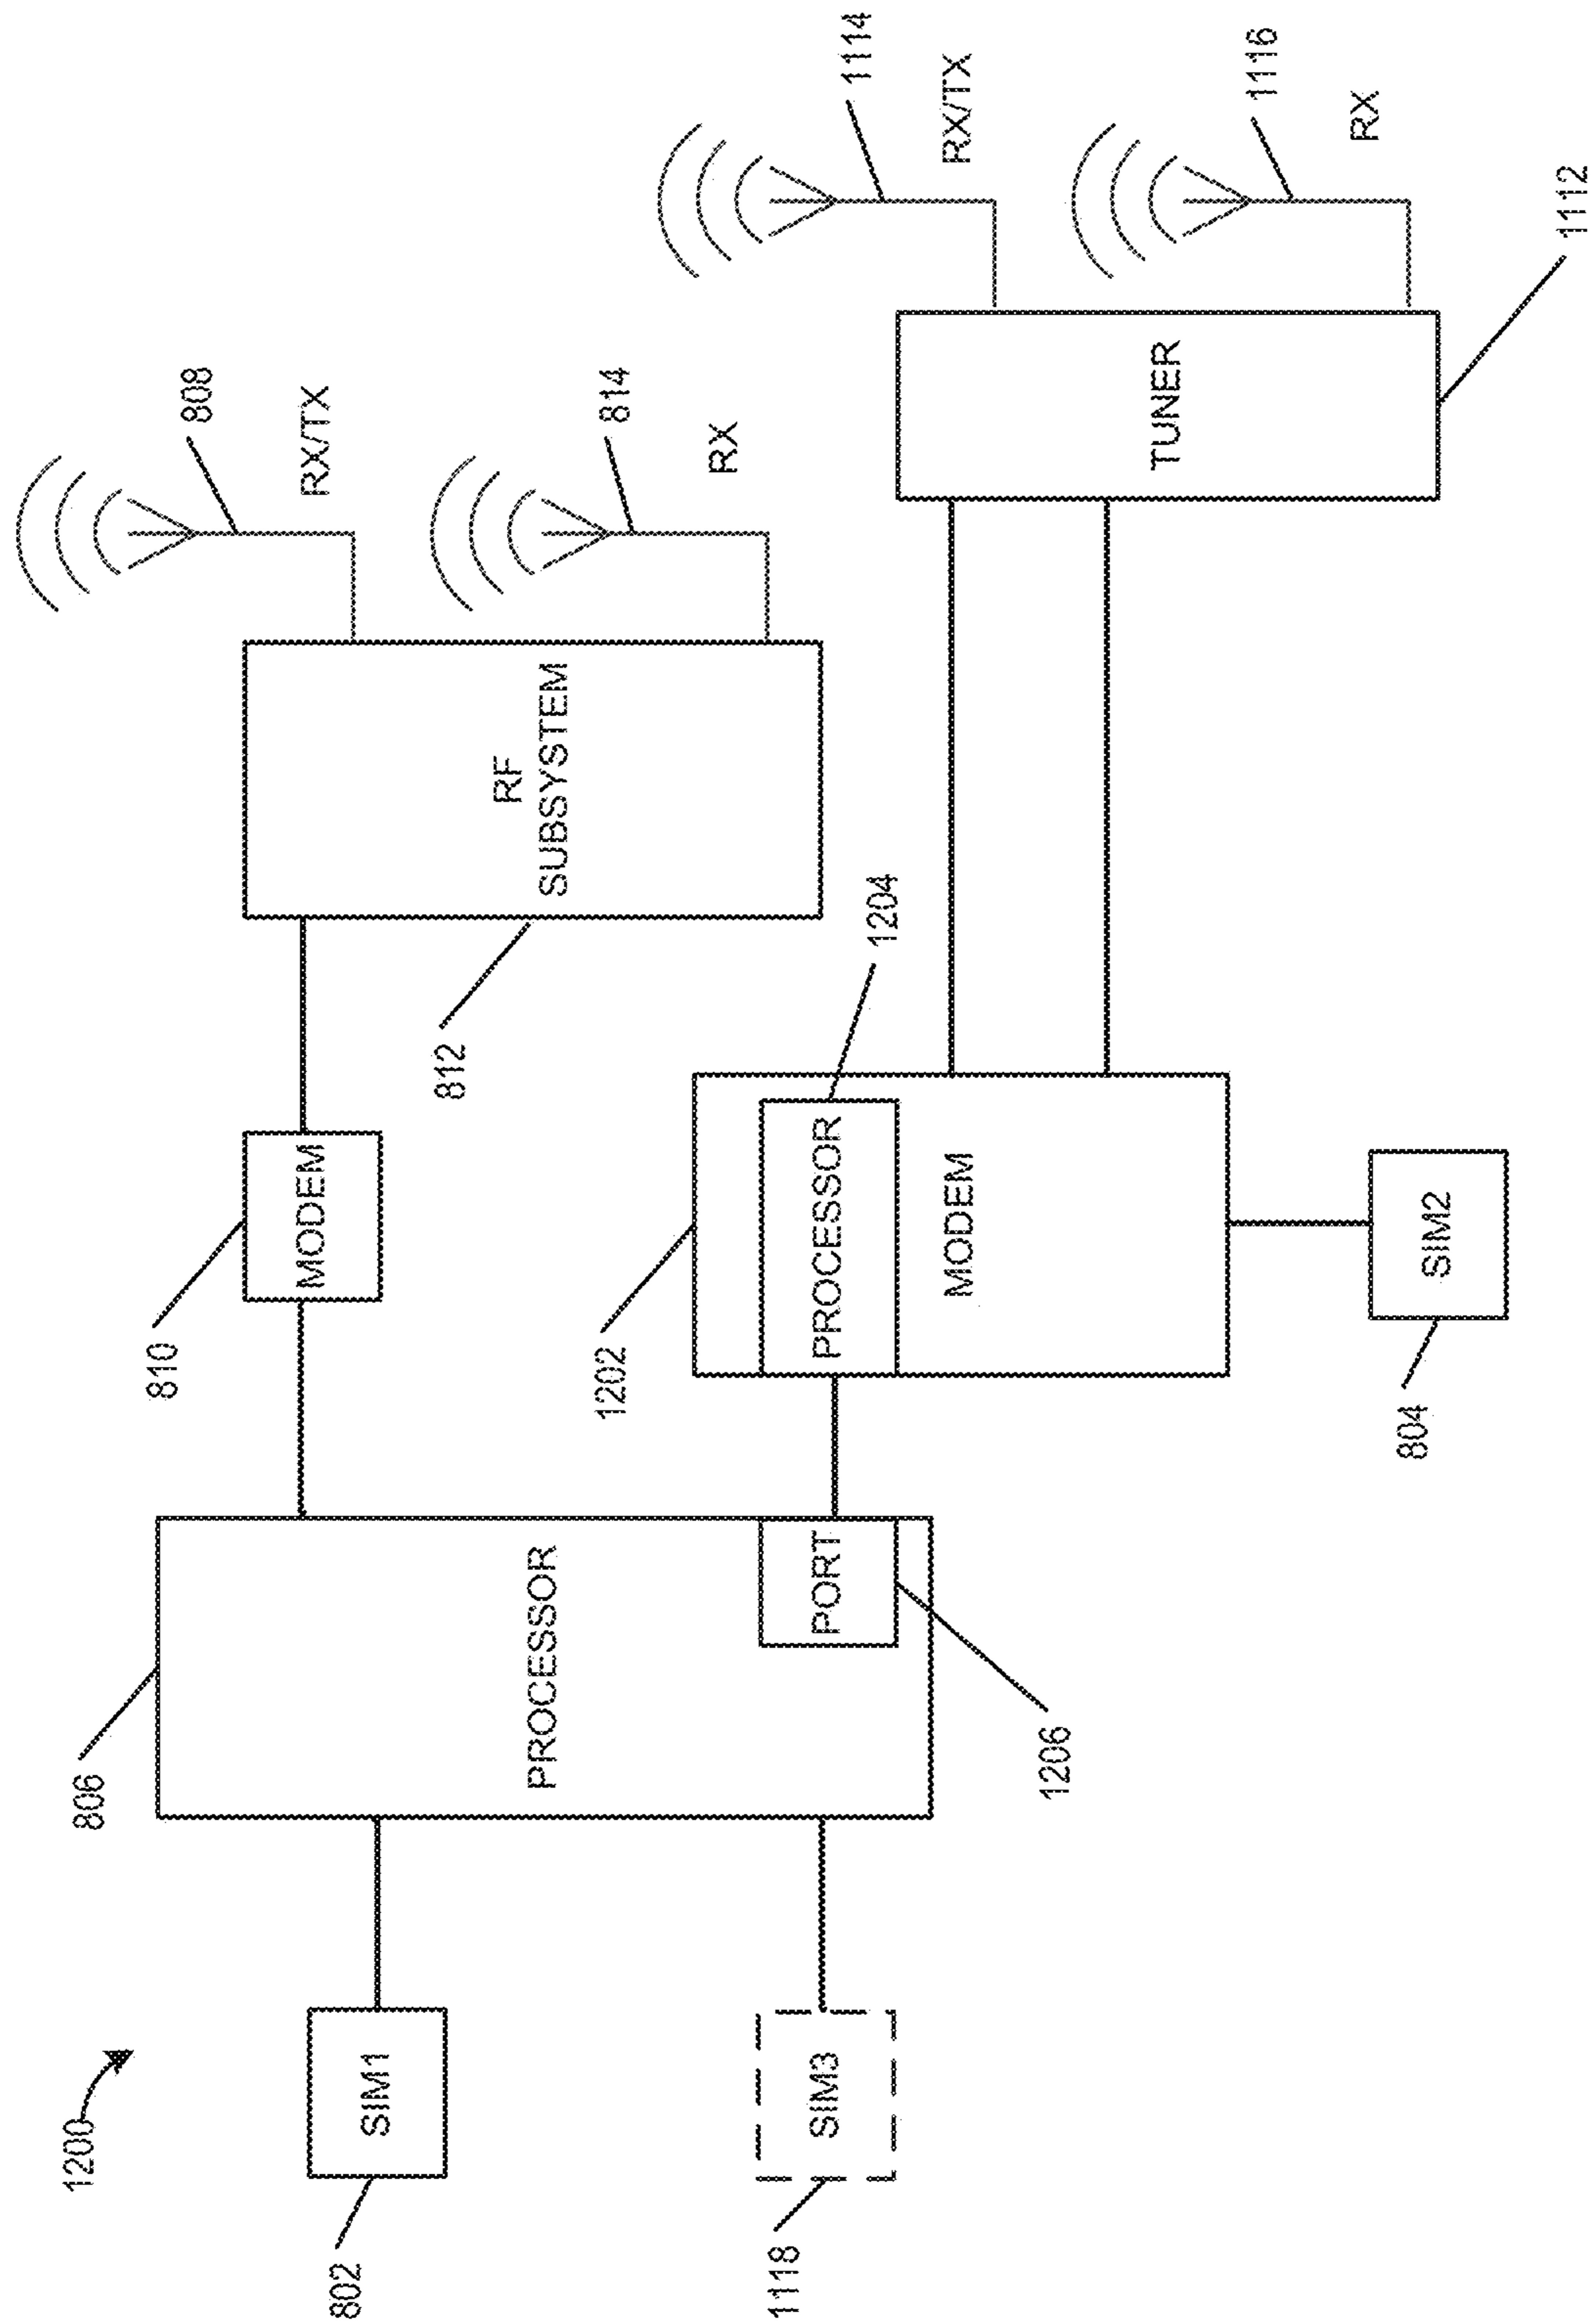 1200
802
SIM1
1118
SIM3
806
PROCESSOR
PORT
1206
810
MODEM
1202
PROCESSOR
1204
MODEM
804
SIM2
812
RF
SUBSYSTEM
808
RX/TX
814
RX
TUNER
1112
1114
RX/TX
1116
RX